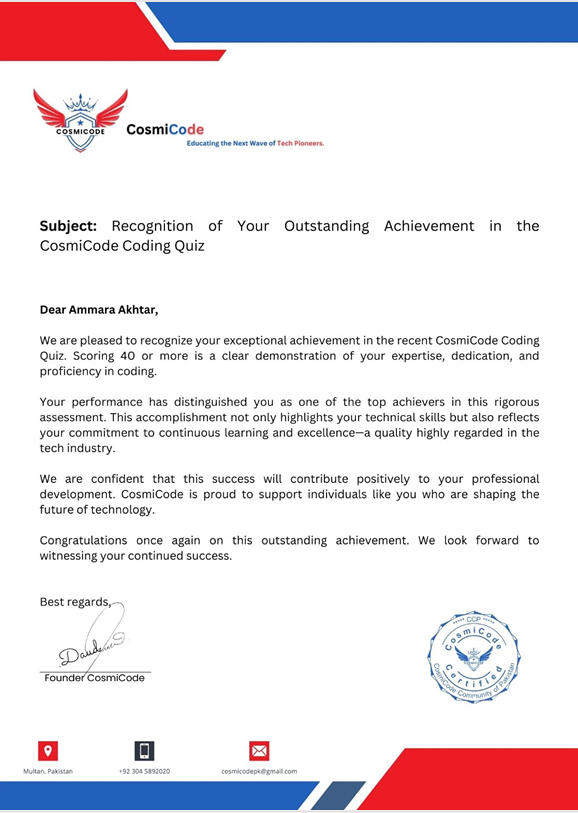 COSMICODE
CosmiCode
Educating the Next Wave of Tech Pioneers.
Subject: Recognition of Your Outstanding Achievement in the
CosmiCode Coding Quiz
Dear Ammara Akhtar,
We are pleased to recognize your exceptional achievement in the recent CosmiCode Coding
Quiz. Scoring 40 or more is a clear demonstration of your expertise, dedication, and
proficiency in coding.
Your performance has distinguished you as one of the top achievers in this rigorous
assessment. This accomplishment not only highlights your technical skills but also reflects
your commitment to continuous learning and excellence—a quality highly regarded in the
tech industry.
We are confident that this success will contribute positively to your professional
development. CosmiCode is proud to support individuals like you who are shaping the
future of technology.
Congratulations once again on this outstanding achievement. We look forward to
witnessing your continued success.
Best regards,
Founder CosmiCode
CCP
CosmiCode
Certified
CosmiCode Community of Pakistan
Multan, Pakistan
+92 304 5892020
cosmicodepk@gmail.com